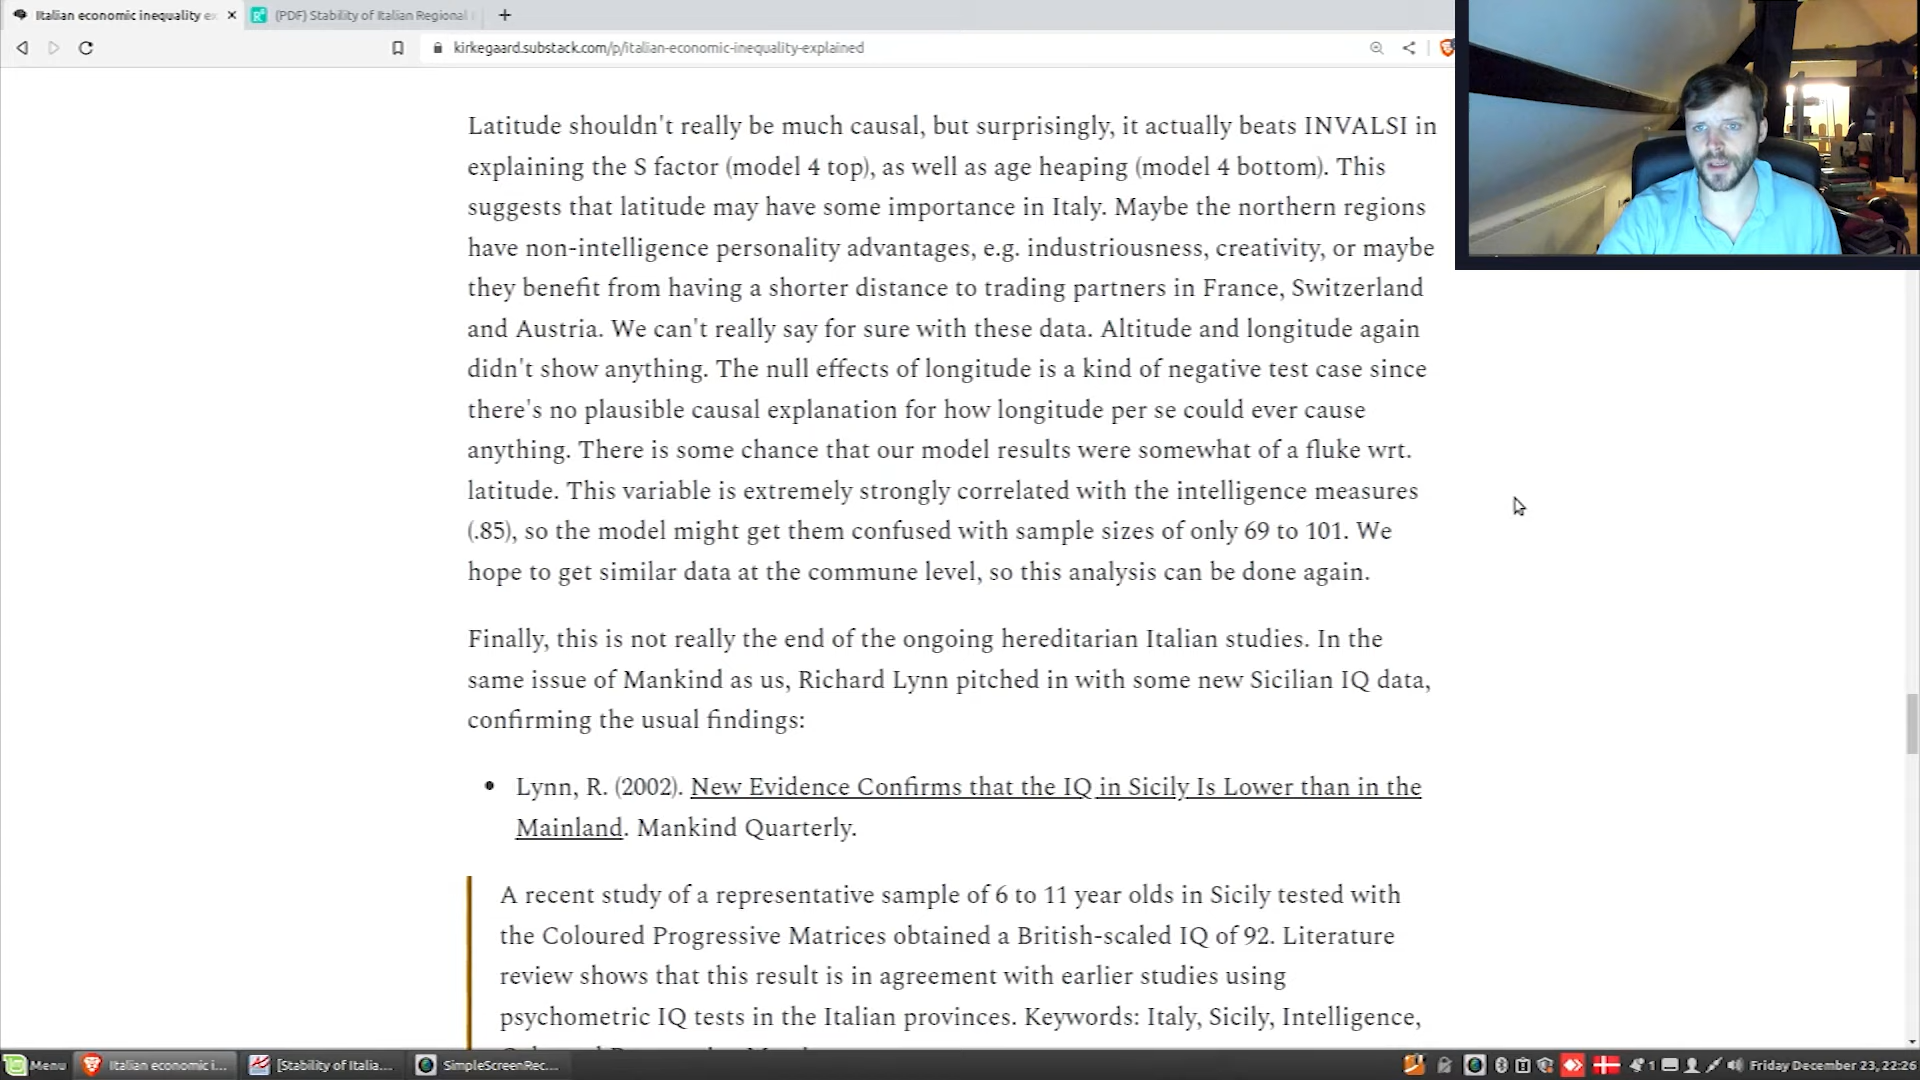 Italian economic inequality ex
(PDF) Stability of Italian Regional
kirkegaard.substack.com/p/italian-economic-inequality-explained
Latitude shouldn't really be much causal, but surprisingly, it actually beats INVALSI in
explaining the S factor (model 4 top), as well as age heaping (model 4 bottom). This
suggests that latitude may have some importance in Italy. Maybe the northern regions
have non-intelligence personality advantages, e.g. industriousness, creativity, or maybe
they benefit from having a shorter distance to trading partners in France, Switzerland
and Austria. We can't really say for sure with these data. Altitude and longitude again
didn't show anything. The null effects of longitude is a kind of negative test case since
there's no plausible causal explanation for how longitude per se could ever cause
anything. There is some chance that our model results were somewhat of a fluke wrt.
latitude. This variable is extremely strongly correlated with the intelligence measures
(.85), so the model might get them confused with sample sizes of only 69 to 101. We
hope to get similar data at the commune level, so this analysis can be done again.
Finally, this is not really the end of the ongoing hereditarian Italian studies. In the
same issue of Mankind as us, Richard Lynn pitched in with some new Sicilian IQ data,
confirming the usual findings:
• Lynn, R. (2002). New Evidence Confirms that the IQ in Sicily Is Lower than in the
Mainland. Mankind Quarterly.
A recent study of a representative sample of 6 to 11 year olds in Sicily tested with
the Coloured Progressive Matrices obtained a British-scaled IQ of 92. Literature
review shows that this result is in agreement with earlier studies using
psychometric IQ tests in the Italian provinces. Keywords: Italy, Sicily, Intelligence,
Menu
Italian economic i...
[Stability of Italia...
SimpleScreenRec...
1
Friday December 23, 22:26